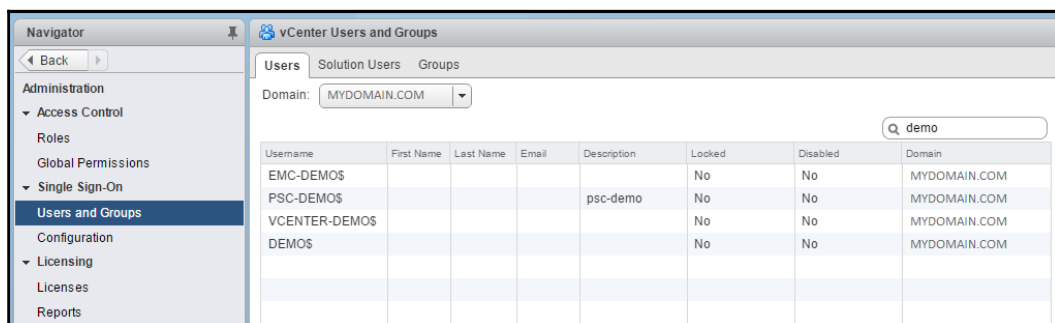 Navigator
Back
Administration
Access Control
Roles
Global Permissions
Single Sign-On
Users and Groups
Configuration
Licensing
Licenses
Reports
vCenter Users and Groups
Users Solution Users Groups
Domain: MYDOMAIN.COM
demo
Username First Name Last Name Email Description Locked Disabled Domain
EMC-DEMO$ No No MYDOMAIN.COM
PSC-DEMO$ psc-demo No No MYDOMAIN.COM
VCENTER-DEMO$ No No MYDOMAIN.COM
DEMO$ No No MYDOMAIN.COM